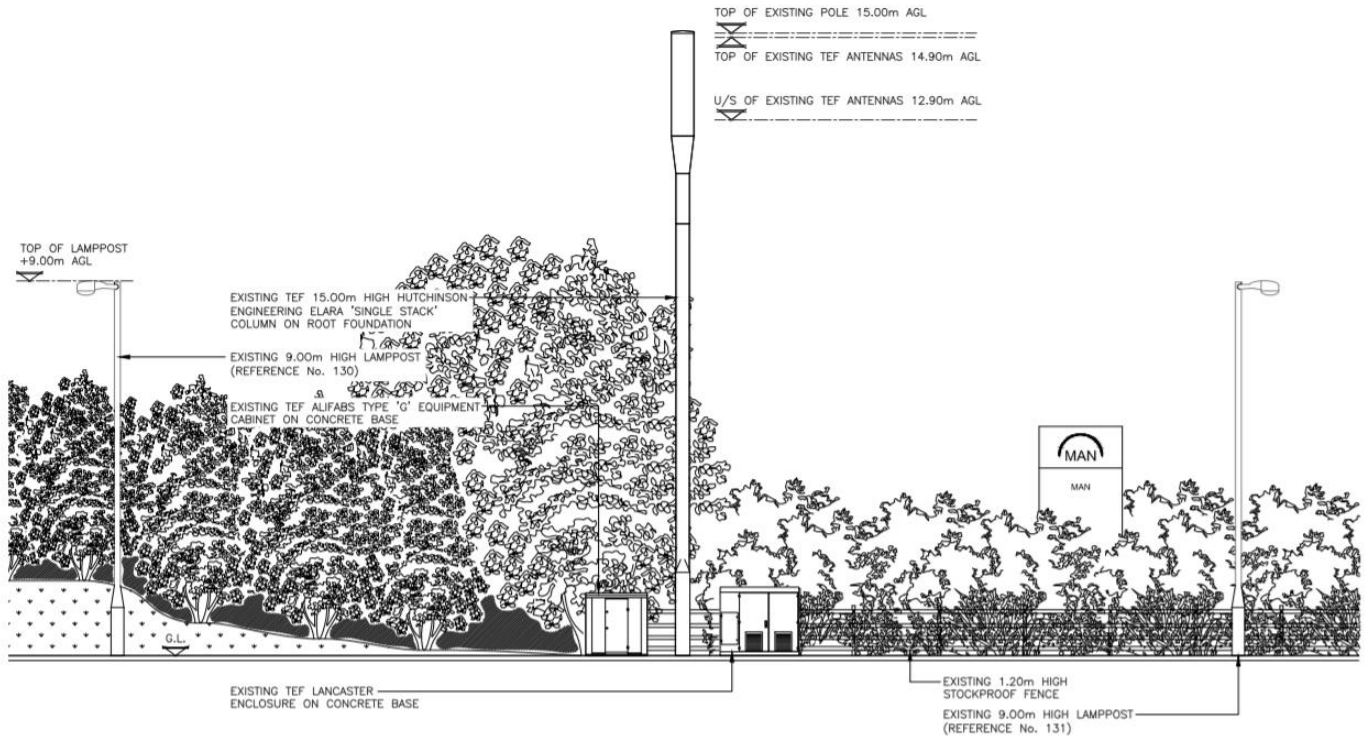 TOP OF EXISTING POLE 15.00m AGL
TOP OF EXISTING TEF ANTENNAS 14.90m AGL
U/S OF EXISTING TEF ANTENNAS 12.90m AGL
TOP OF LAMPPOST
+9.00m AGL
EXISTING TEF 15.00m HIGH HUTCHINSON
ENGINEERING ELARA 'SINGLE STACK'
COLUMN ON ROOT FOUNDATION
EXISTING 9.00m HIGH LAMPPOST
(REFERENCE No. 130)
EXISTING TEF ALIFABS TYPE 'G' EQUIPMENT
CABINET ON CONCRETE BASE
MAN
MAN
G.L.
EXISTING TEF LANCASTER
ENCLOSURE ON CONCRETE BASE
EXISTING 1.20m HIGH
STOCKPROOF FENCE
EXISTING 9.00m HIGH LAMPPOST
(REFERENCE No. 131)